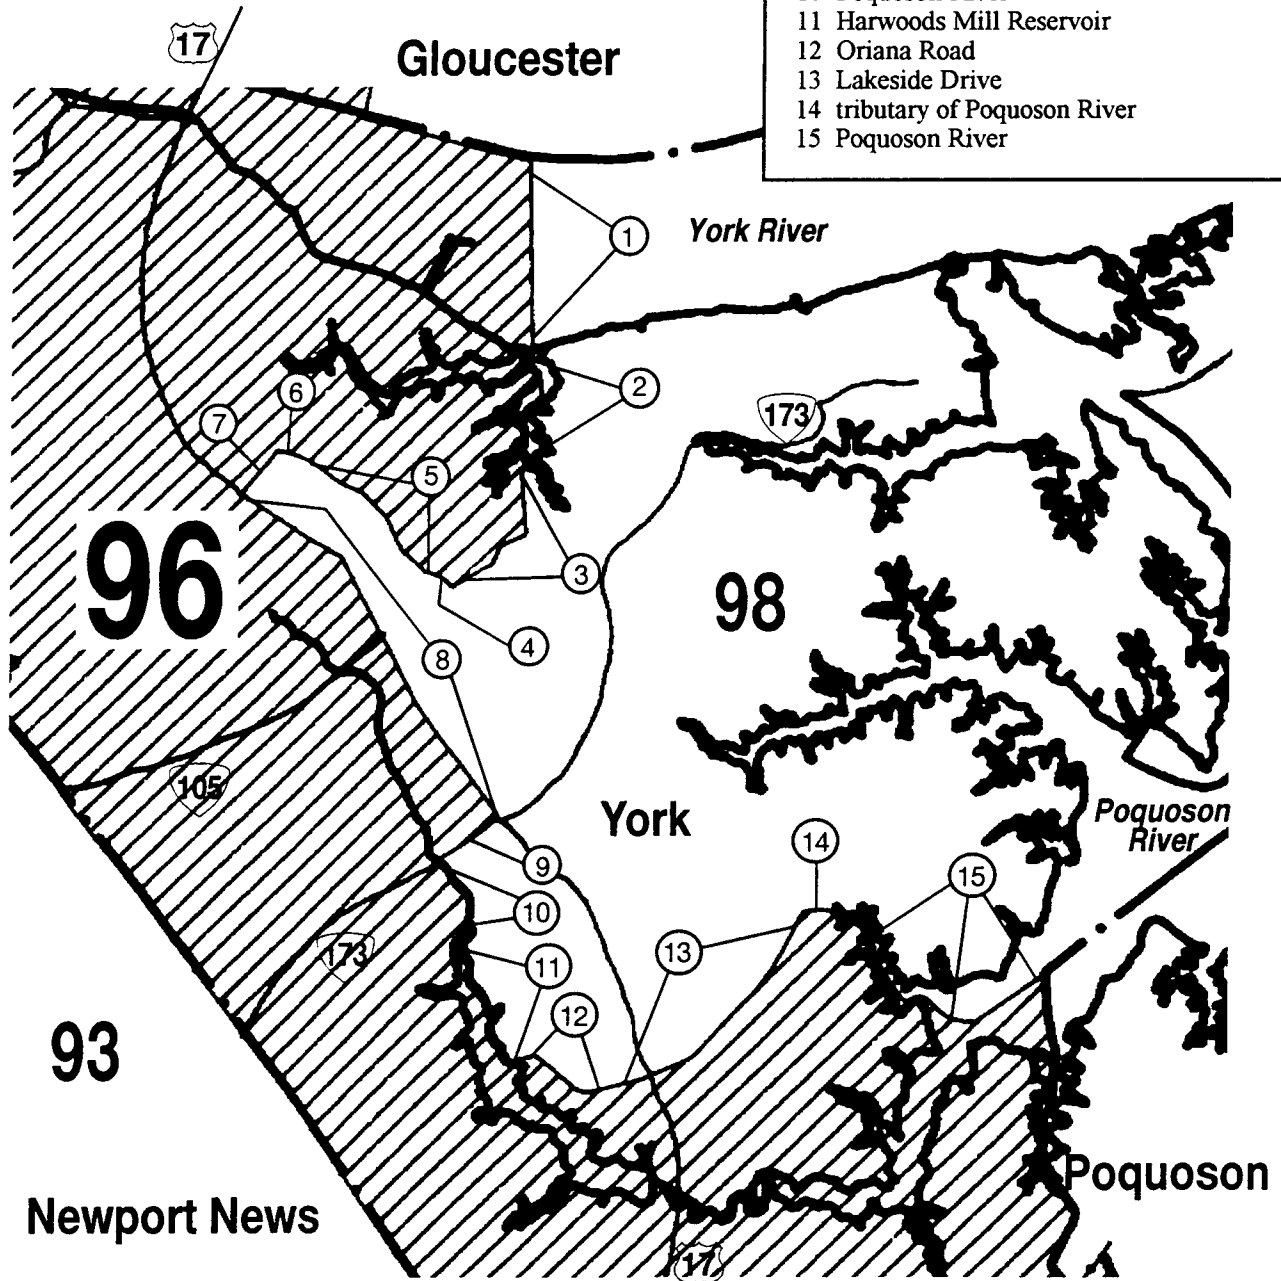 11 Harwoods Mill Reservoir
12 Oriana Road
13 Lakeside Drive
14 tributary of Poquoson River
15 Poquoson River
17
Gloucester
1
York River
2
6
173
7
5
96
3
98
4
8
105
York
Poquoson
River
14
9
15
10
173
13
11
12
93
Poquoson
Newport News
17